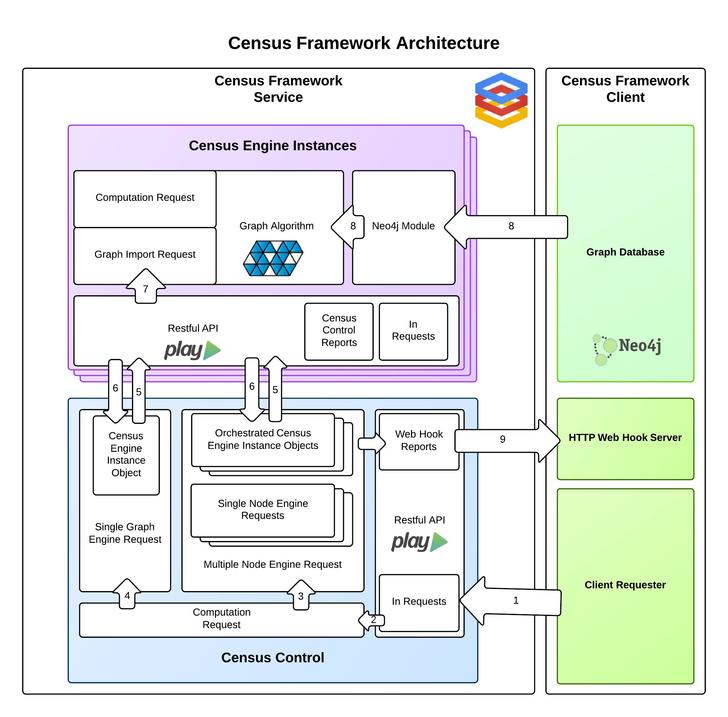 Census Framework Architecture
Census Framework
Service
Census Framework
Client
Census Engine Instances
Computation Request
Graph Import Request
Graph Algorithm
8
Neo4j Module
8
Graph Database
7
Restful API
play
Census
Control
Reports
In
Requests
Neo4j
6
5
6
5
Census
Engine
Instance
Object
Single Graph
Engine Request
Orchestrated Census
Engine Instance Objects
Single Node Engine
Requests
Multiple Node Engine Request
Web Hook
Reports
9
HTTP Web Hook Server
Restful API
play
In Requests
1
Client Requester
4
3
2
Computation
Request
Census Control